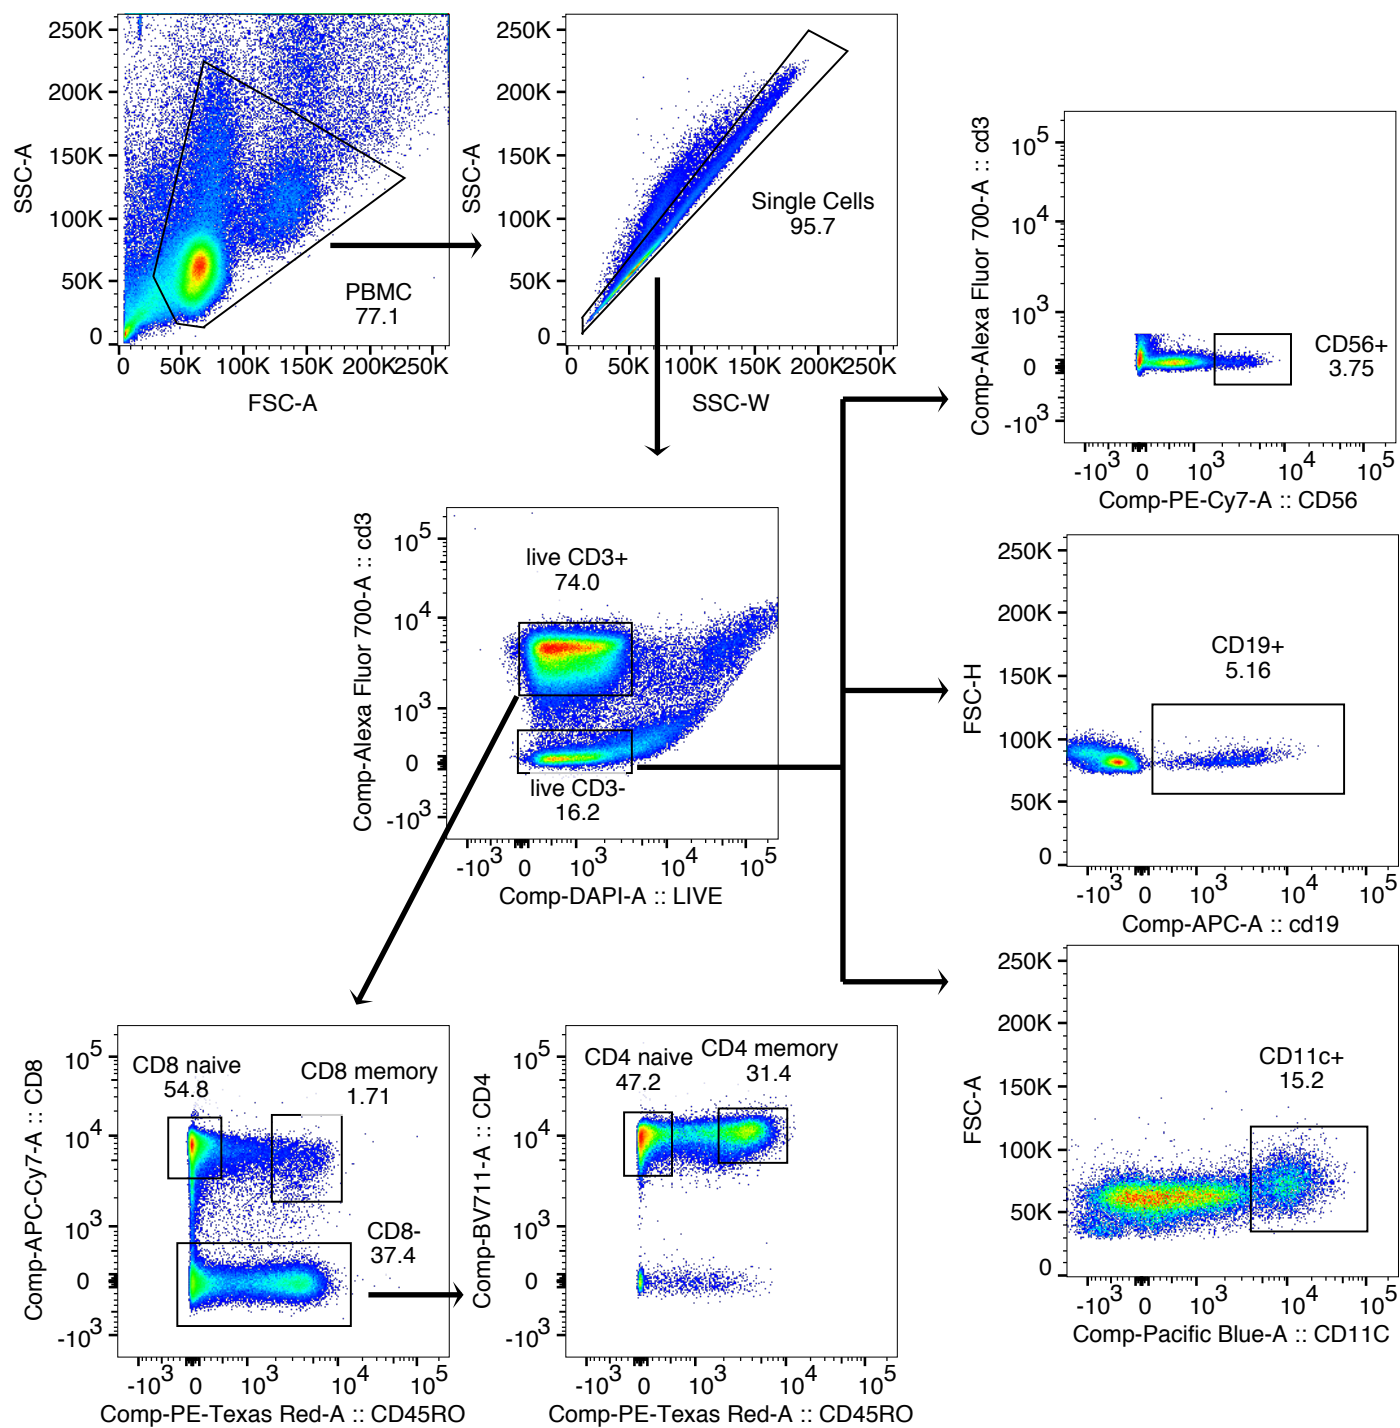 250K
200K
150K
100K
50K
0
SSC-A
PBMC
77.1
0
50K
100K
150K
200K
250K
FSC-A
250K
200K
150K
100K
50K
0
SSC-A
Single Cells
95.7
0
50K
100K
150K
200K
250K
SSC-W
10^5
10^4
10^3
0
-10^3
Comp-Alexa Fluor 700-A :: cd3
CD56+
3.75
-10^3
0
10^3
10^4
10^5
Comp-PE-Cy7-A :: CD56
10^5
10^4
10^3
0
-10^3
Comp-Alexa Fluor 700-A :: cd3
live CD3+
74.0
live CD3-
16.2
-10^3
0
10^3
10^4
10^5
Comp-DAPI-A :: LIVE
250K
200K
150K
100K
50K
0
FSC-H
CD19+
5.16
-10^3
0
10^3
10^4
10^5
Comp-APC-A :: cd19
250K
200K
150K
100K
50K
0
FSC-A
CD11c+
15.2
-10^3
0
10^3
10^4
10^5
Comp-Pacific Blue-A :: CD11C
10^5
10^4
10^3
0
-10^3
Comp-APC-Cy7-A :: CD8
CD8 naive
54.8
CD8 memory
1.71
CD8-
37.4
-10^3
0
10^3
10^4
10^5
Comp-PE-Texas Red-A :: CD45RO
10^5
10^4
10^3
0
-10^3
Comp-BV711-A :: CD4
CD4 naive
47.2
CD4 memory
31.4
-10^3
0
10^3
10^4
10^5
Comp-PE-Texas Red-A :: CD45RO